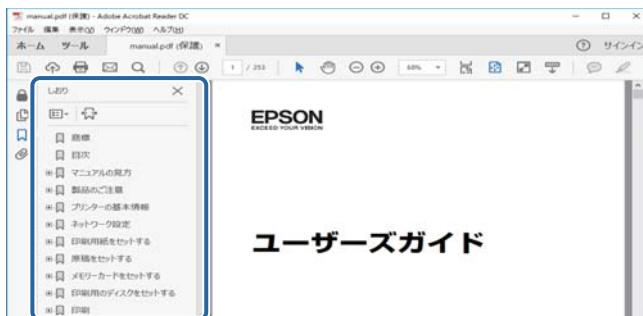 manual.pdf (保護) - Adobe Acrobat Reader DC
ファイル 編集 表示(V) ウィンドウ(W) ヘルプ(H)
ホーム ツール manual.pdf (保護) ×
サインイン
1 / 253
60%
しおり
商標
目次
マニュアルの見方
製品のご注意
プリンターの基本情報
ネットワーク設定
印刷用紙をセットする
原稿をセットする
メモリーカードをセットする
印刷用のディスクをセットする
印刷
EPSON
EXCEED YOUR VISION
ユーザーズガイド